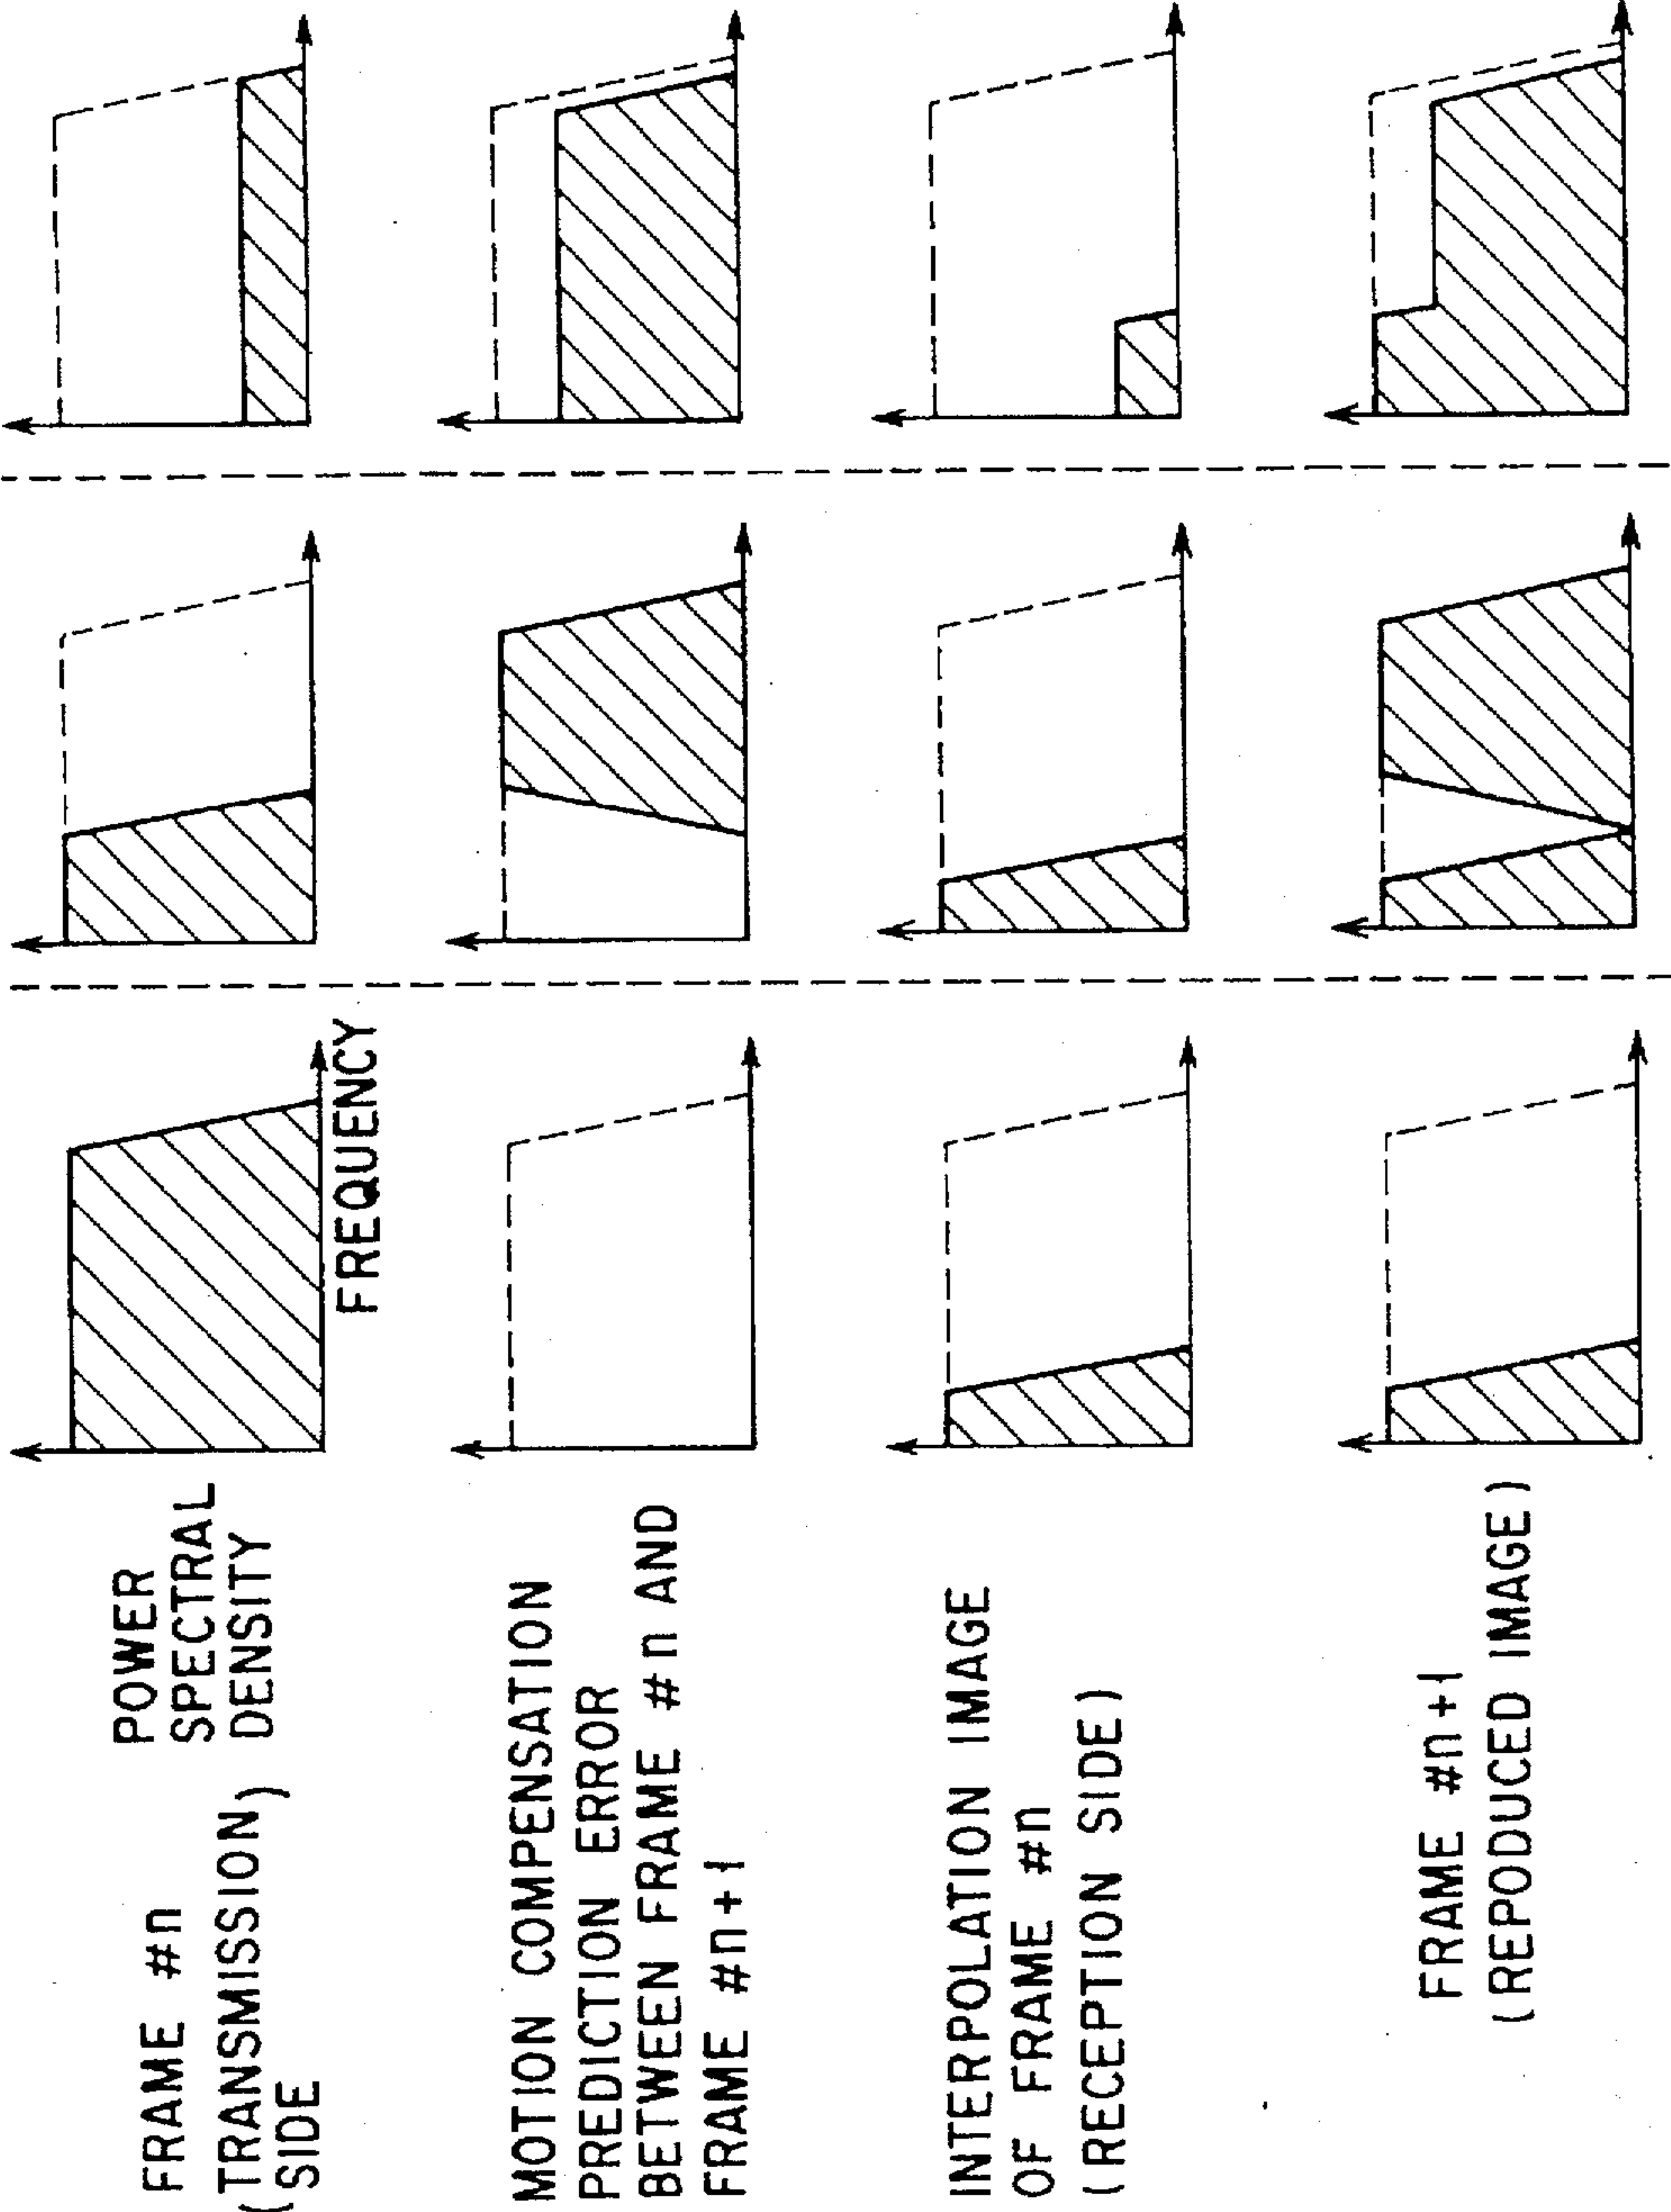 FRAME #n
(TRANSMISSION)
SIDE
POWER
SPECTRAL
DENSITY
FREQUENCY
MOTION COMPENSATION
PREDICTION ERROR
BETWEEN FRAME #n AND
FRAME #n+1
INTERPOLATION IMAGE
OF FRAME #n
(RECEPTION SIDE)
FRAME #n+1
(REPODUCED IMAGE)